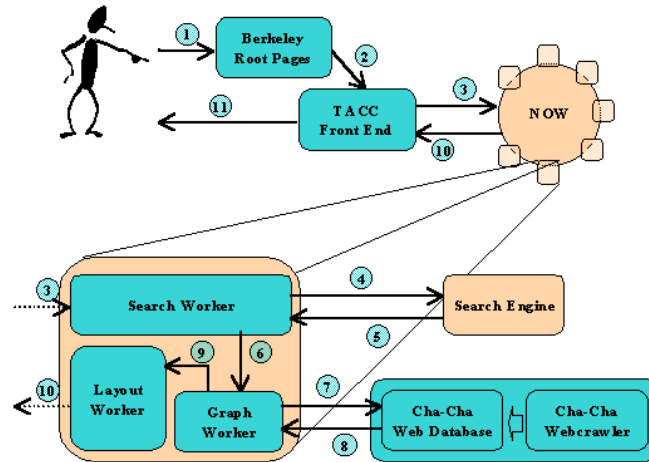 1
Berkeley
Root Pages
2
11
TACC
Front End
3
10
NOW
3
Search Worker
4
5
Search Engine
9
6
10
Layout
Worker
Graph
Worker
7
8
Cha-Cha
Web Database
Cha-Cha
Webcrawler